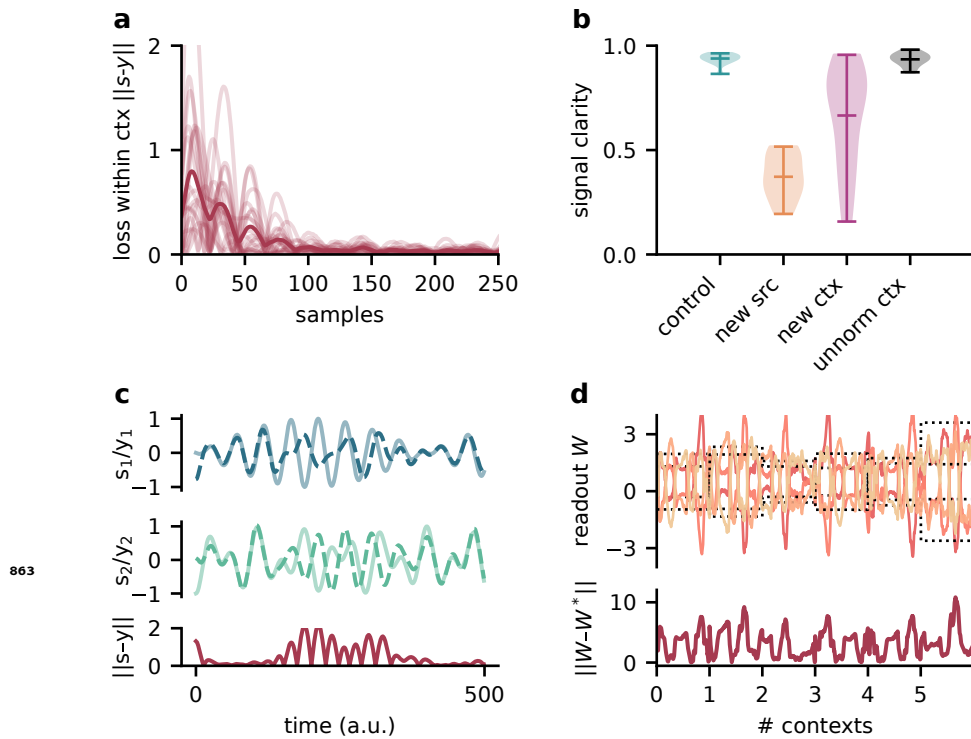 a
loss within ctx ||s-y||
2
1
0
0 50 100 150 200 250
samples
b
signal clarity
1.0
0.5
0.0
control
new src
new ctx
unnorm ctx
863
c
s1/y1
1
0
−1
s2/y2
1
0
−1
||s−y||
2
0
0 500
time (a.u.)
d
readout W
3
0
−3
||W−W*||
10
0
0 1 2 3 4 5
# contexts